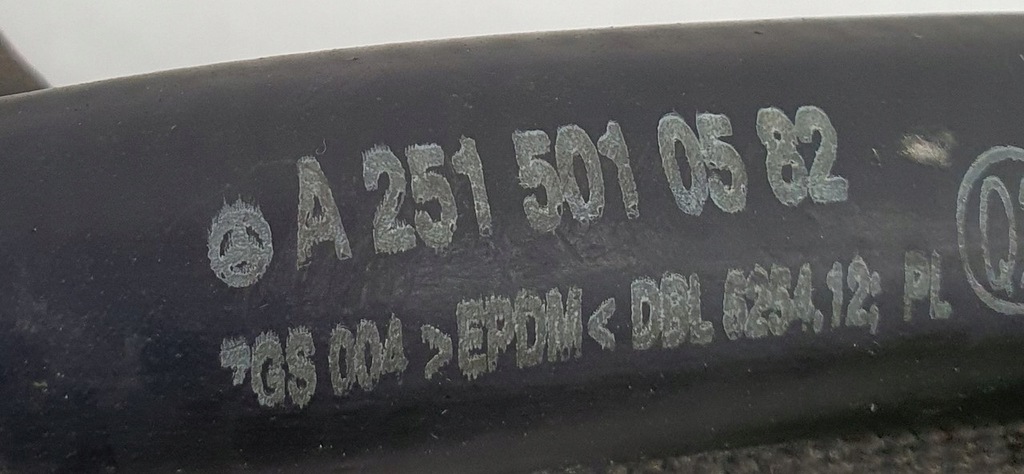 A 251 501 05 82
GS 004 >EPDM< DBL 6254.12; PL